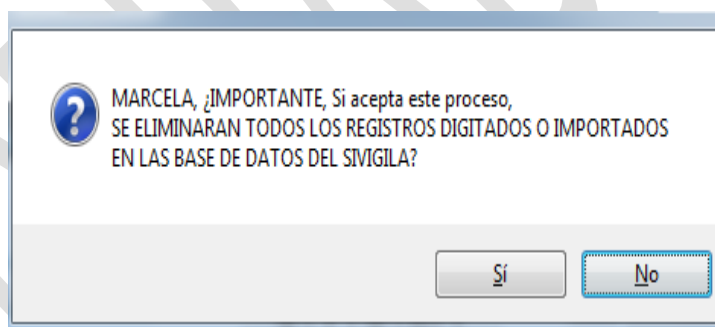 MARCELA, ¿IMPORTANTE, Si acepta este proceso,
SE ELIMINARAN TODOS LOS REGISTROS DIGITADOS O IMPORTADOS
EN LAS BASE DE DATOS DEL SIVIGILA?
Sí No